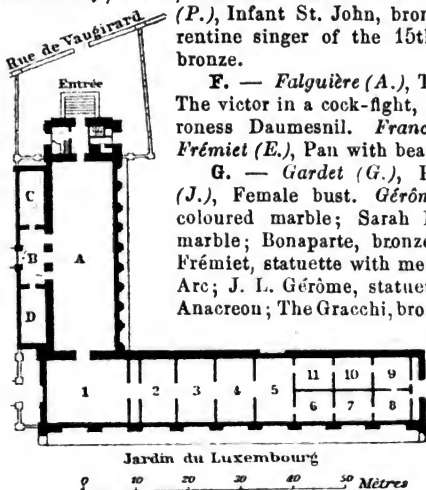 (P.), Infant St. John, bron
rentine singer of the 15t
bronze.
F. — Falguière (A.), T
The victor in a cock-fight,
roness Daumesnil. Franc
Frémiet (E.), Pan with bea
G. — Gardet (G.), P
(J.), Female bust. Gérôm
coloured marble; Sarah
marble; Bonaparte, bronze
Frémiet, statuette with me
Arc; J. L. Gérôme, statue
Anacreon; The Gracchi, bro
Rue de Vaugirard
Entrée
C
B
A
D
1
2
3
4
5
11
10
9
6
7
8
Jardin du Luxembourg
0 10 20 30 40 50 Mètres